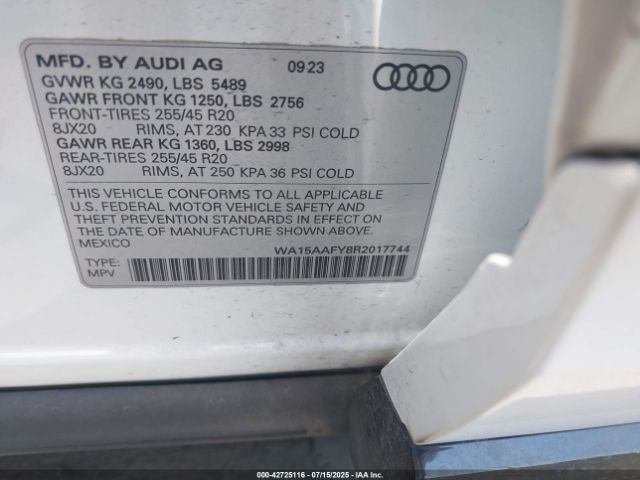 MFD. BY AUDI AG 09 23
GVWR KG 2490, LBS 5489
GAWR FRONT KG 1250, LBS 2756
FRONT-TIRES 255/45 R20
8JX20 RIMS, AT 230 KPA 33 PSI COLD
GAWR REAR KG 1360, LBS 2998
REAR-TIRES 255/45 R20
8JX20 RIMS, AT 250 KPA 36 PSI COLD
THIS VEHICLE CONFORMS TO ALL APPLICABLE
U.S. FEDERAL MOTOR VEHICLE SAFETY AND
THEFT PREVENTION STANDARDS IN EFFECT ON
THE DATE OF MANUFACTURE SHOWN ABOVE.
MEXICO
WA15AAFY8R2017744
TYPE:
MPV
000-42725116 - 07/15/2025 - IAA Inc.